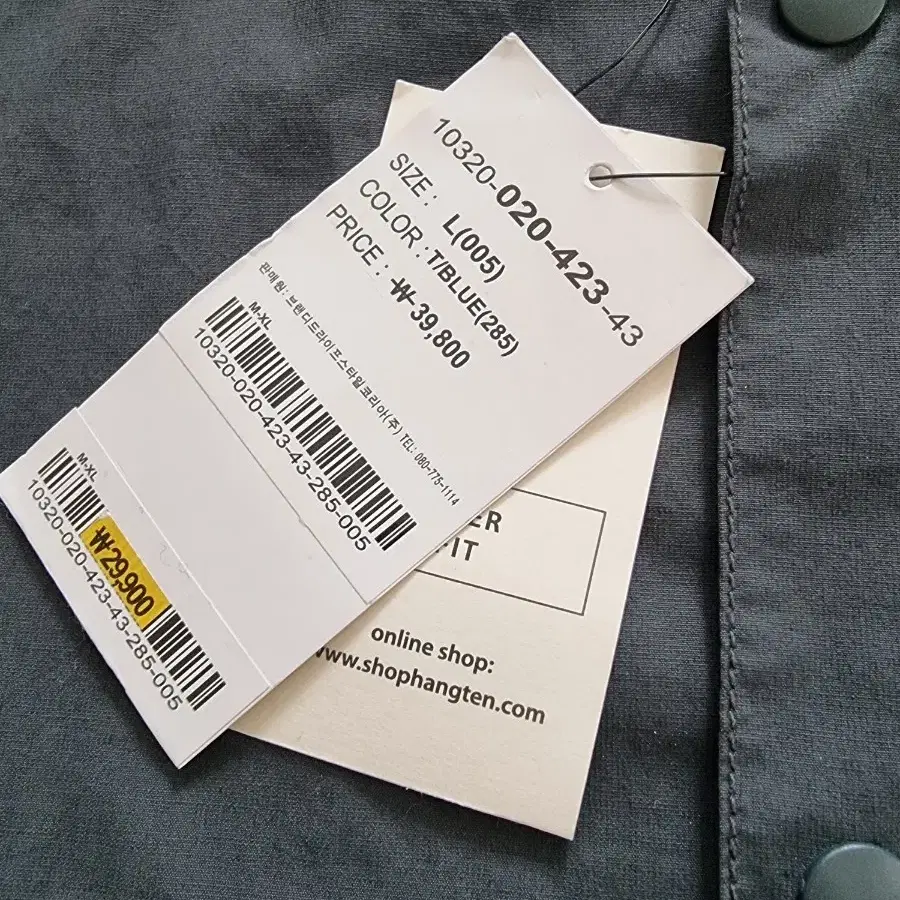 10320-020-423-43
SIZE : L(005)
COLOR : T/BLUE(285)
PRICE : ₩ 39,800
판매원: 브랜디드라이프스타일코리아(주) TEL: 080-775-1114
M-XL
10320-020-423-43-285-005
M-XL
₩29,900
10320-020-423-43-285-005
ER
FIT
online shop:
www.shophangten.com